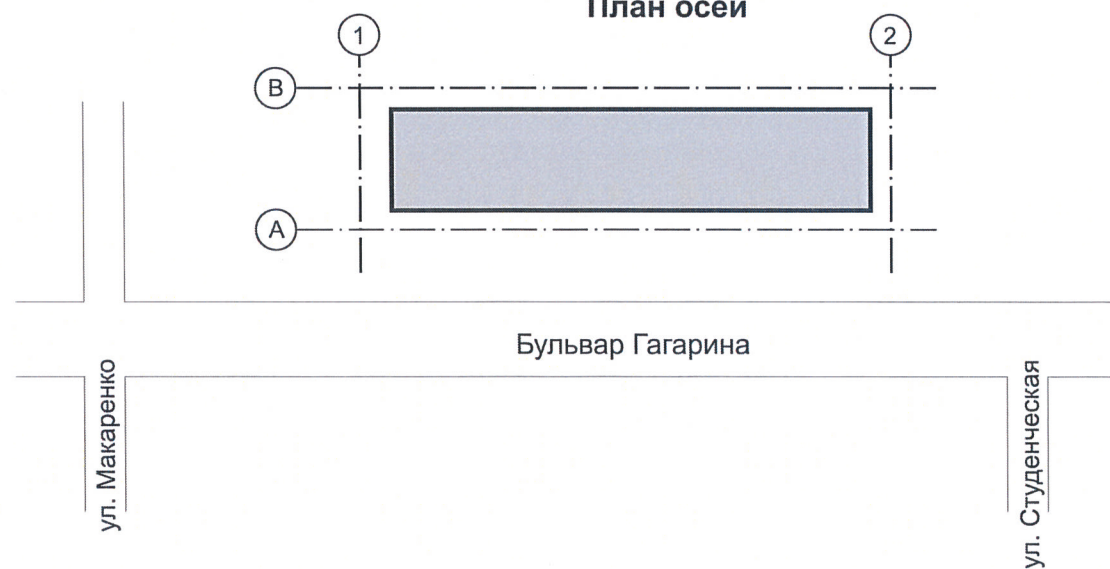 План осей
1
2
В
А
Бульвар Гагарина
ул. Макаренко
ул. Студенческая